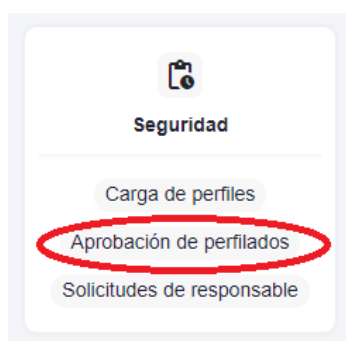 Seguridad
Carga de perfiles
Aprobación de perfilados
Solicitudes de responsable